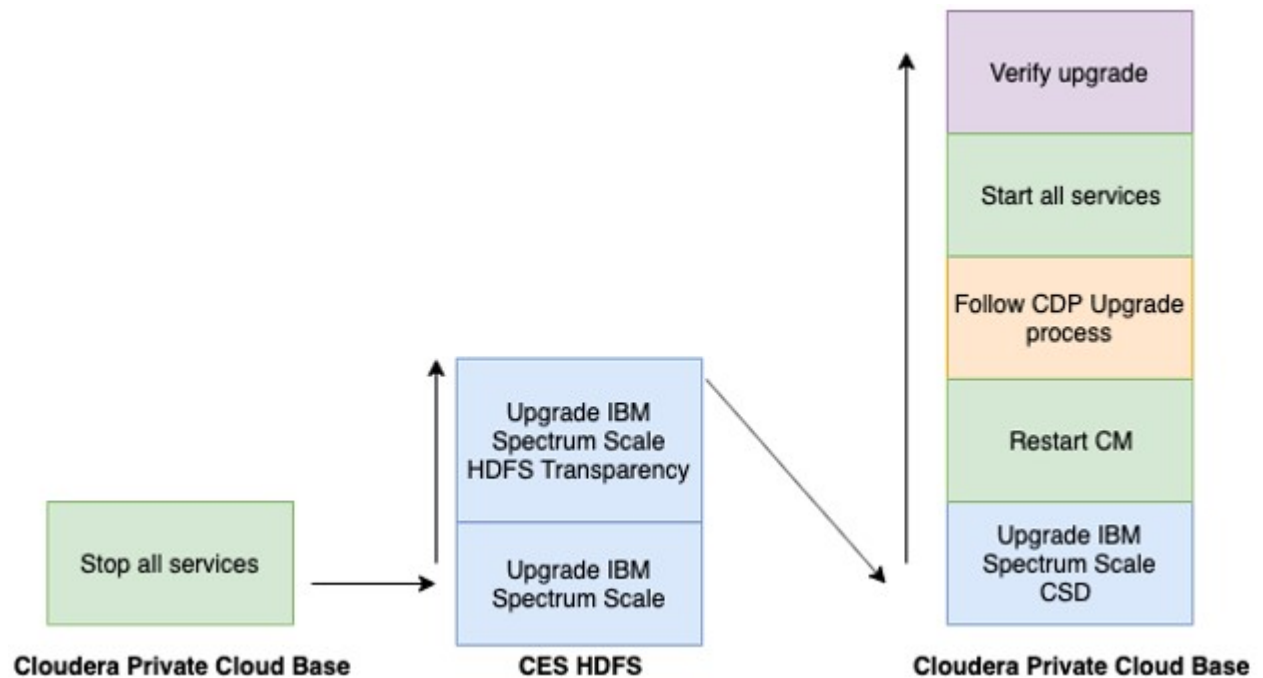 Verify upgrade
Start all services
Follow CDP Upgrade
process
Restart CM
Upgrade IBM
Spectrum Scale
CSD
Cloudera Private Cloud Base
Upgrade IBM
Spectrum Scale
HDFS Transparency
Upgrade IBM
Spectrum Scale
CES HDFS
Stop all services
Cloudera Private Cloud Base